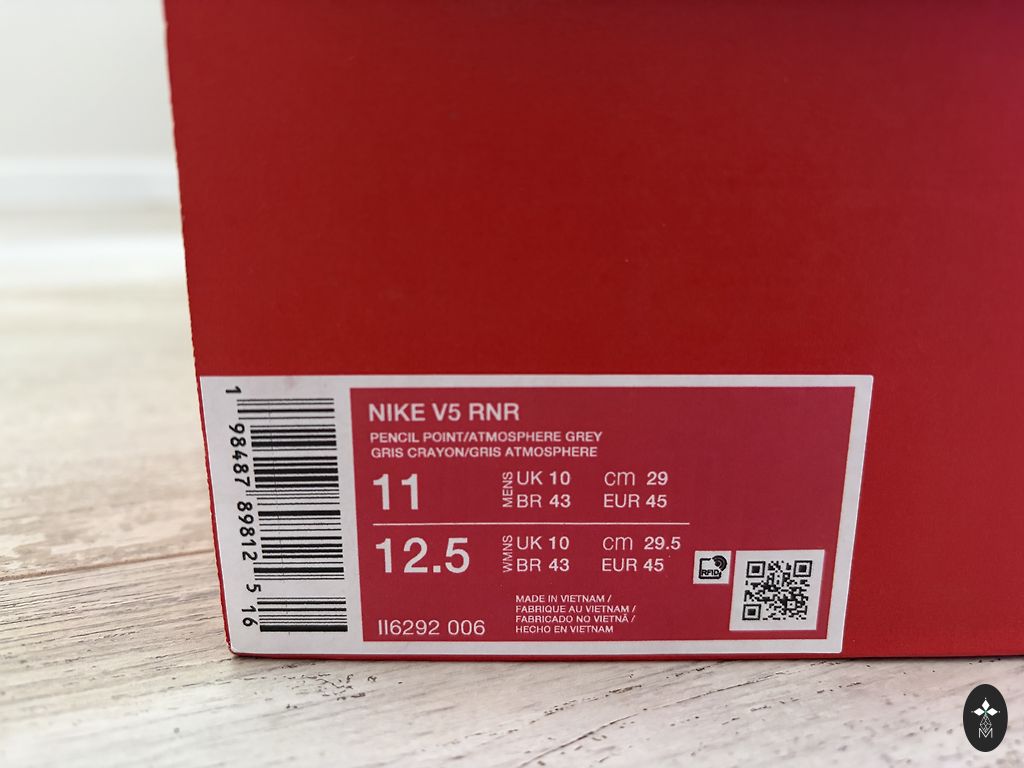 1 98487 89812 5 16
NIKE V5 RNR
PENCIL POINT/ATMOSPHERE GREY
GRIS CRAYON/GRIS ATMOSPHERE
11 MENS UK 10 cm 29
BR 43 EUR 45
12.5 W/MNS UK 10 cm 29.5
BR 43 EUR 45
RFID
II6292 006
MADE IN VIETNAM /
FABRIQUE AU VIETNAM /
FABRICADO NO VIETNÃ /
HECHO EN VIETNAM
M